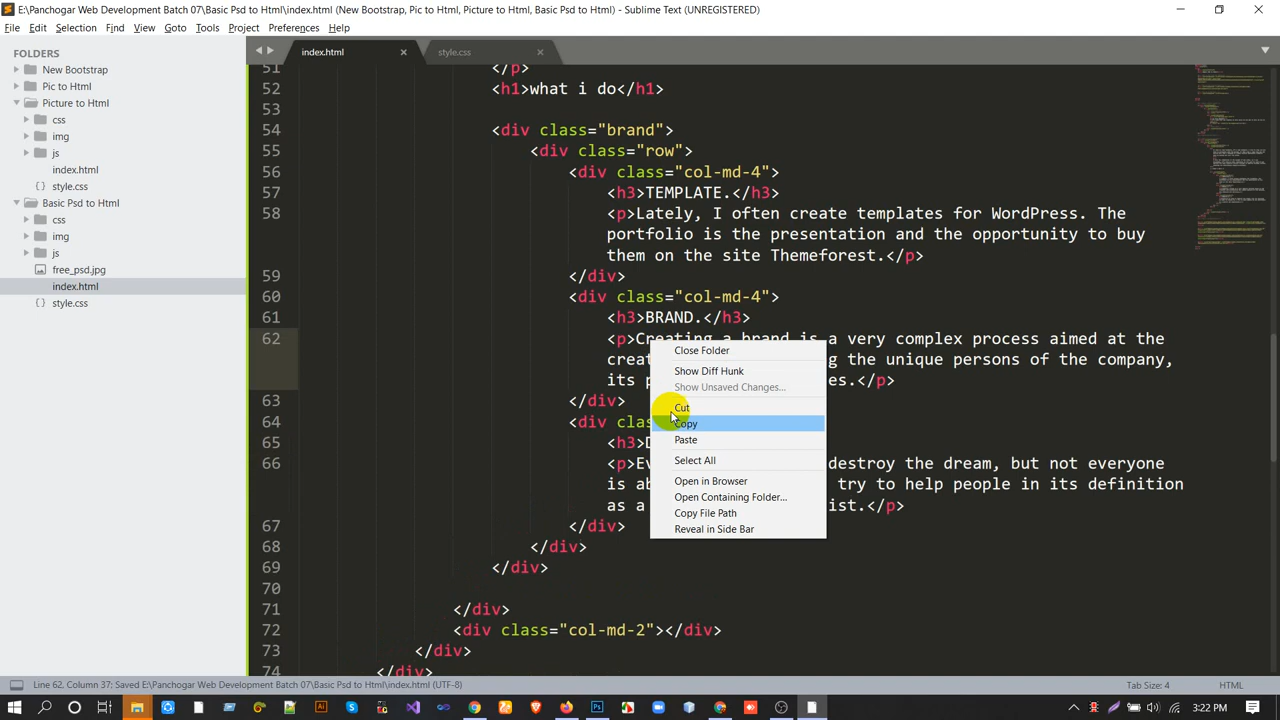 E:\Panchogar Web Development Batch 07\Basic Psd to Html\index.html (New Bootstrap, Pic to Html, Picture to Html, Basic Psd to Html) - Sublime Text (UNREGISTERED)
File Edit Selection Find View Goto Tools Project Preferences Help
FOLDERS
New Bootstrap
Pic to Html
Picture to Html
css
img
js
index.html
style.css
Basic Psd to Html
css
img
js
free_psd.jpg
index.html
style.css
index.html style.css
51 </p>
52 <h1>what i do</h1>
53
54 <div class="brand">
55 <div class="row">
56 <div class="col-md-4">
57 <h3>TEMPLATE.</h3>
58 <p>Lately, I often create templates for WordPress. The
portfolio is the presentation and the opportunity to buy
them on the site Themeforest.</p>
59 </div>
60 <div class="col-md-4">
61 <h3>BRAND.</h3>
62 <p>Creating a brand is a very complex process aimed at the
the unique persons of the company,
its
es.</p>
63 </div>
64 <div
65 <h3>
66 <p> destroy the dream, but not everyone
is try to help people in its definition
as a ist.</p>
67 </div>
68 </div>
69 </div>
70
71 </div>
72 <div class="col-md-2"></div>
73 </div>
74 </div>
Close Folder
Show Diff Hunk
Show Unsaved Changes...
Cut
Copy
Paste
Select All
Open in Browser
Open Containing Folder...
Copy File Path
Reveal in Side Bar
Line 62, Column 37: Saved E:\Panchogar Web Development Batch 07\Basic Psd to Html\index.html (UTF-8) Tab Size: 4 HTML
3:22 PM